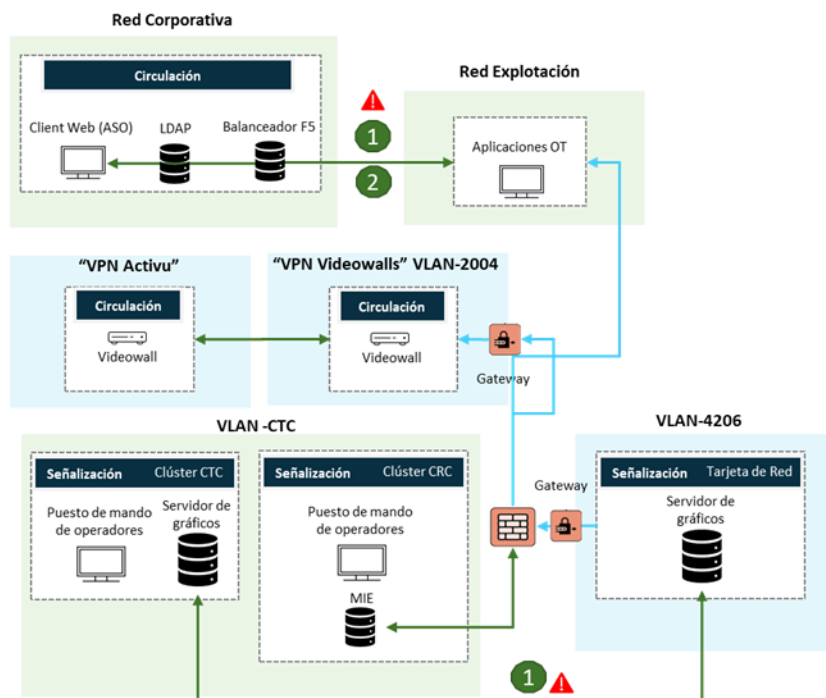 Red Corporativa
Circulación
Client Web (ASO)
LDAP
Balanceador F5
1
2
Red Explotación
Aplicaciones OT
“VPN Activu”
Circulación
Videowall
“VPN Videowalls” VLAN-2004
Circulación
Videowall
Gateway
VLAN -CTC
Señalización
Clúster CTC
Puesto de mando
de operadores
Servidor de
gráficos
Señalización
Clúster CRC
Puesto de mando
de operadores
MIE
VLAN-4206
Gateway
Señalización
Tarjeta de Red
Servidor de
gráficos
1